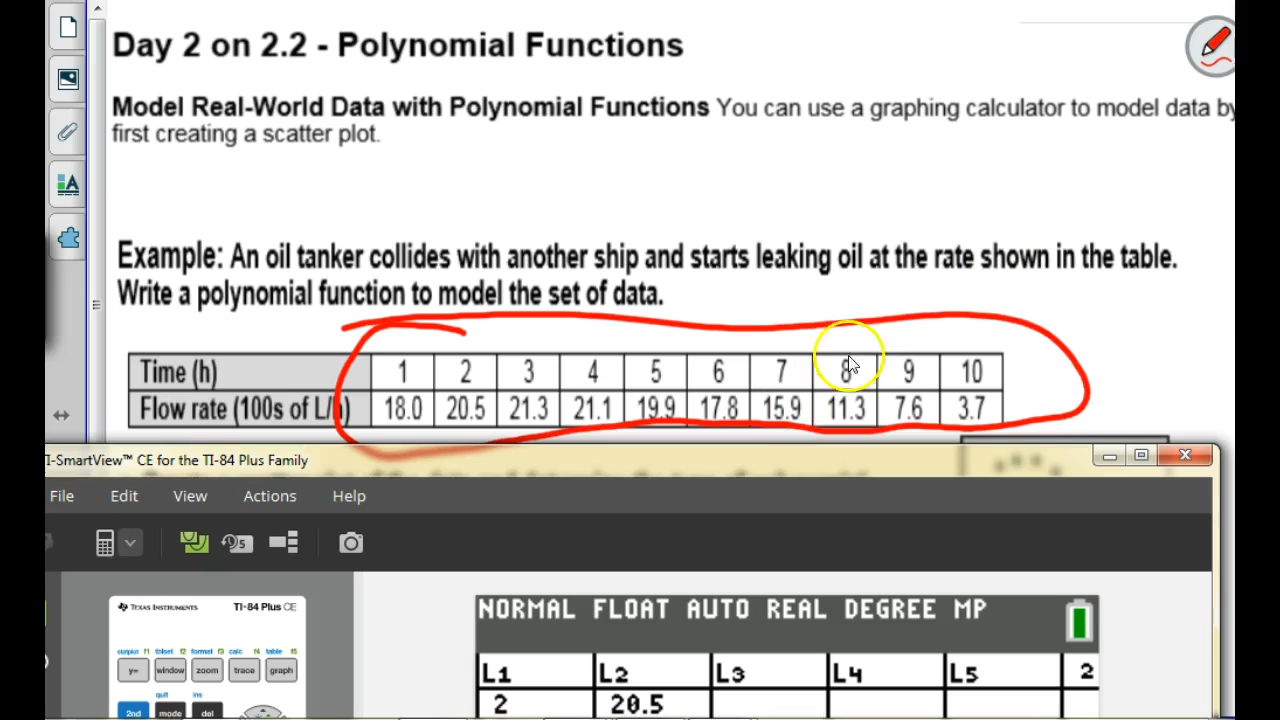 Day 2 on 2.2 - Polynomial Functions
Model Real-World Data with Polynomial Functions You can use a graphing calculator to model data by
first creating a scatter plot.
Example: An oil tanker collides with another ship and starts leaking oil at the rate shown in the table.
Write a polynomial function to model the set of data.
Time (h) 1 2 3 4 5 6 7 8 9 10
Flow rate (100s of L/h) 18.0 20.5 21.3 21.1 19.9 17.8 15.9 11.3 7.6 3.7
I-SmartView™ CE for the TI-84 Plus Family
File Edit View Actions Help
TEXAS INSTRUMENTS TI-84 Plus CE
NORMAL FLOAT AUTO REAL DEGREE MP
L1 L2 L3 L4 L5 2
2 20.5
statplot f1 tblset f2 format f3 calc f4 table f5
y= window zoom trace graph
quit ins
2nd mode del